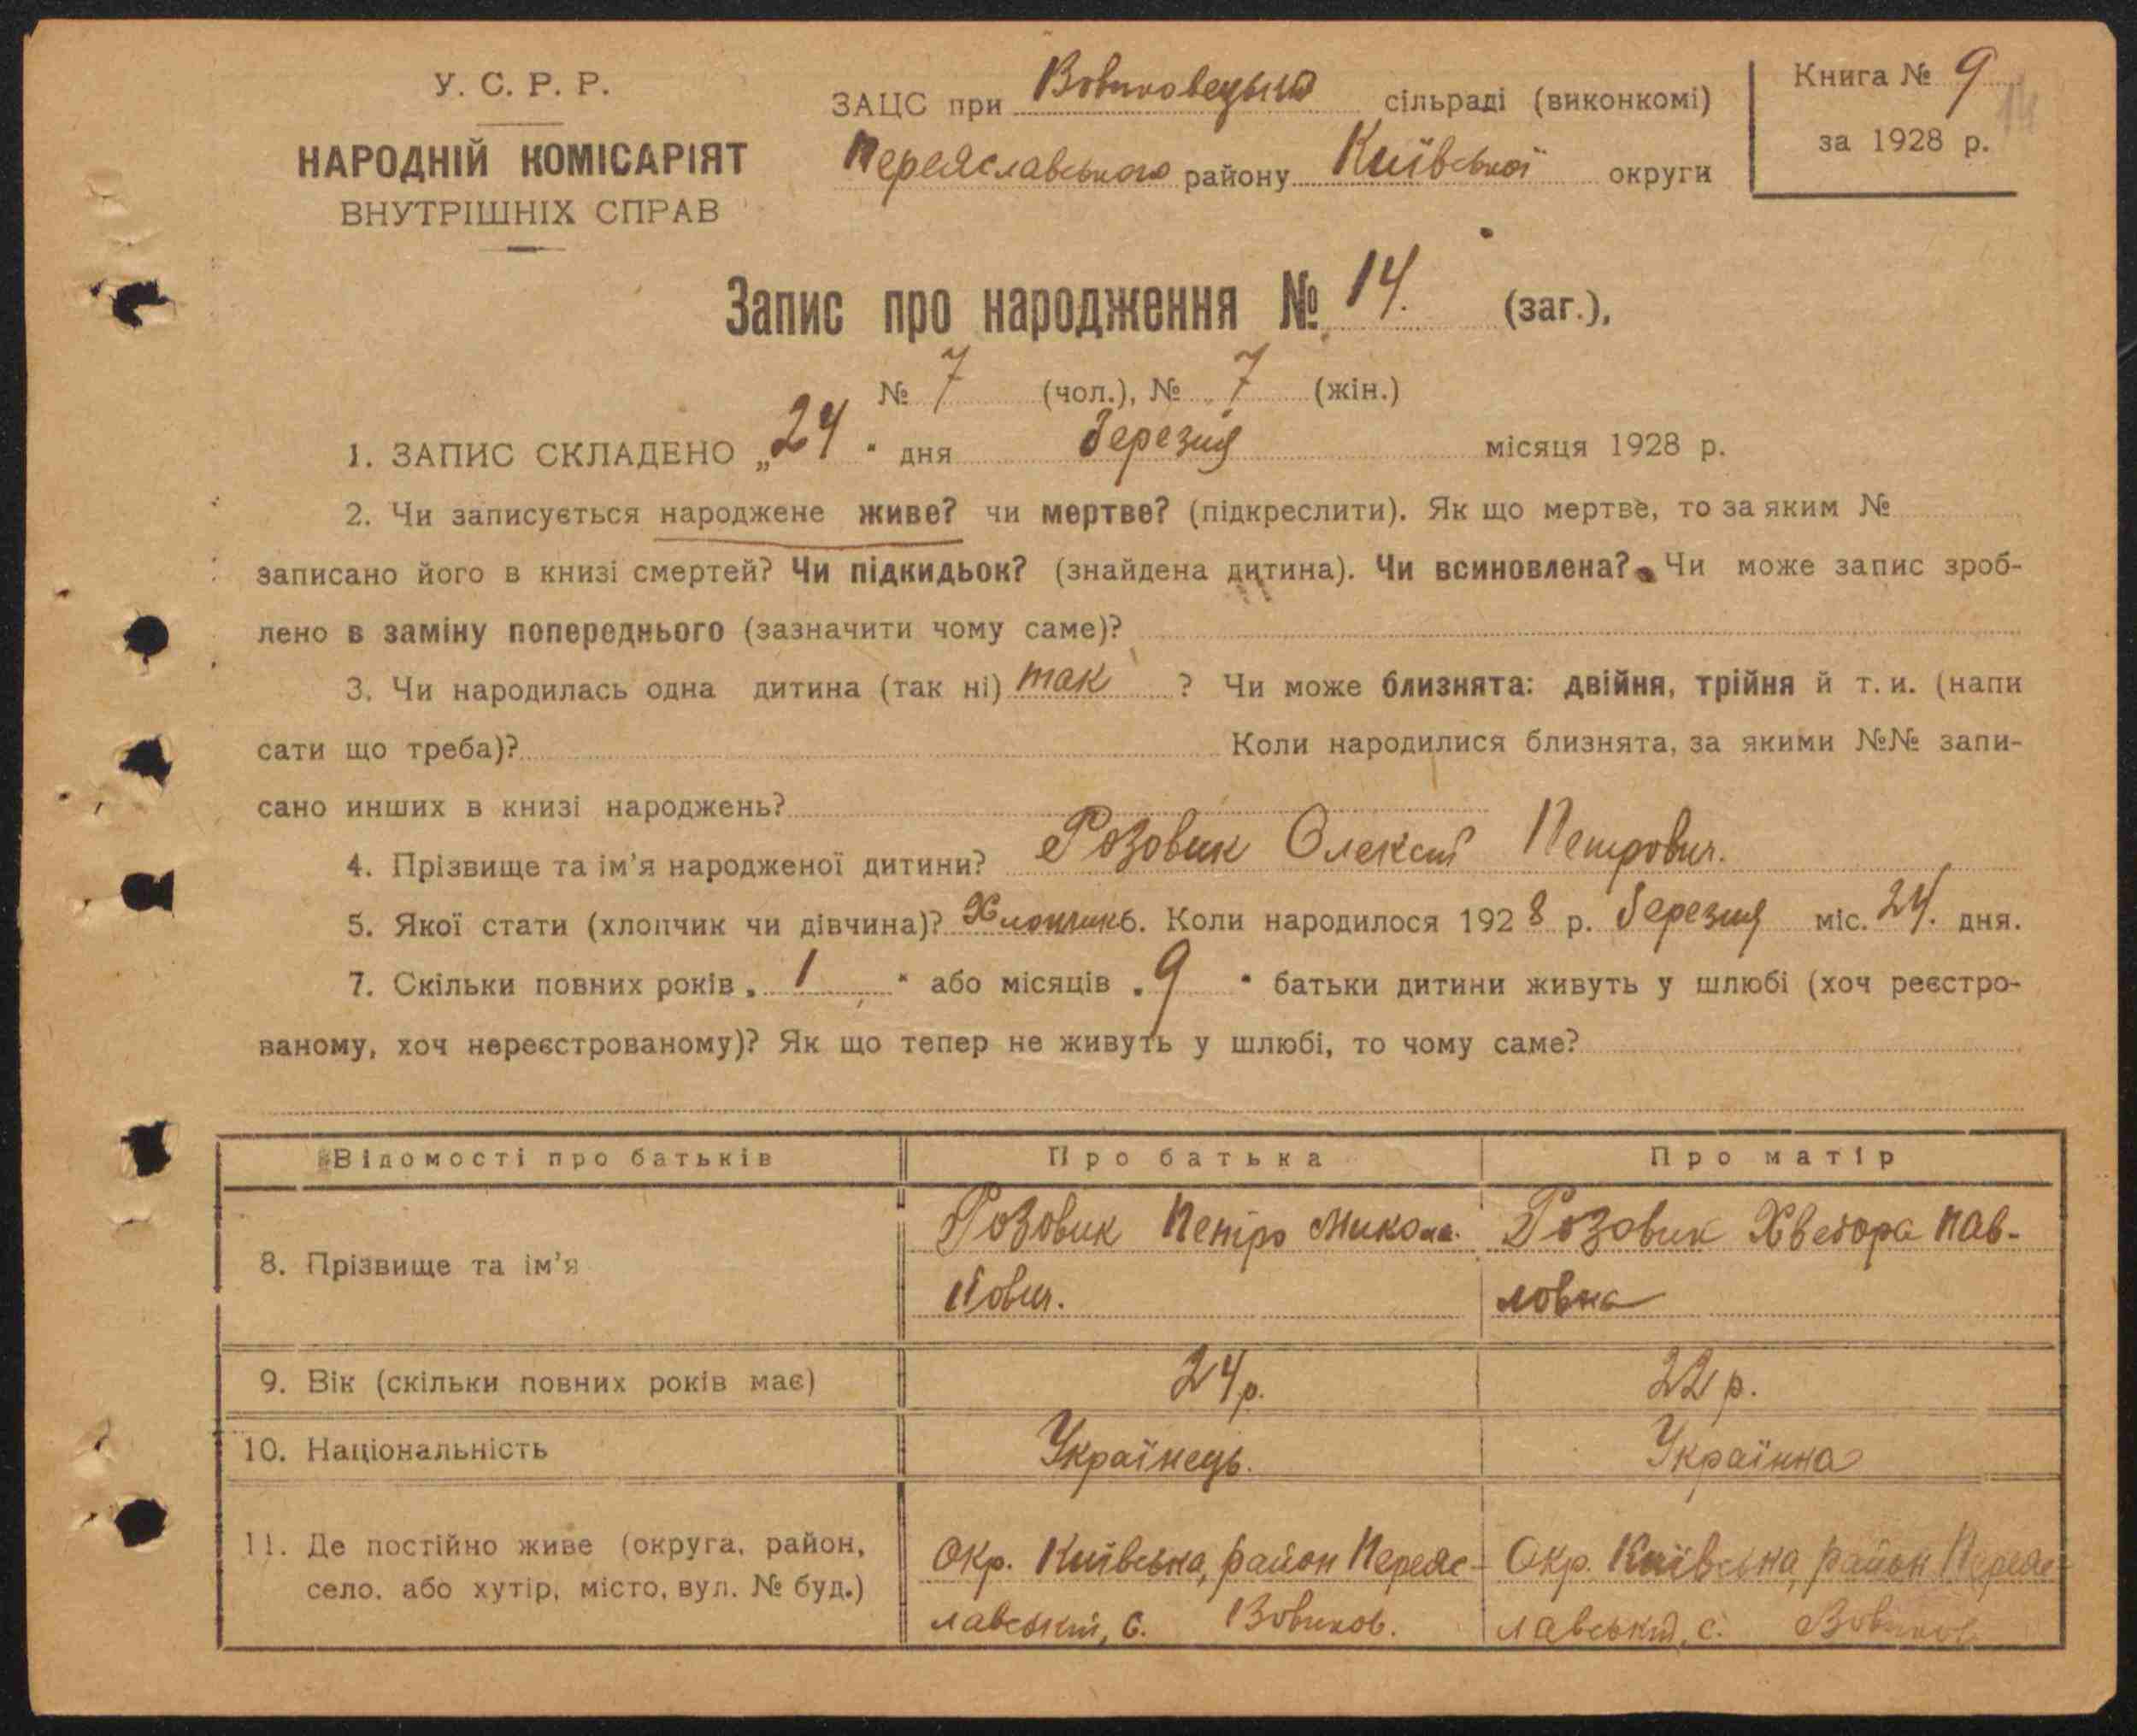 У. С. Р. Р.
НАРОДНІЙ КОМІСАРІЯТ
ВНУТРІШНІХ СПРАВ
ЗАЦС при Вовчковецькій сільраді (виконкомі)
Переяславського району Київської округи
Книга № 9
14
за 1928 р.
Запис про народження № 14. (заг.),
№ 7 (чол.), № 7 (жін.)
1. ЗАПИС СКЛАДЕНО „24" дня березня місяця 1928 р.
2. Чи записується народжене живе? чи мертве? (підкреслити). Як що мертве, то за яким №
записано його в книзі смертей? Чи підкидьок? (знайдена дитина). Чи всиновлена? Чи може запис зроб-
лено в заміну попереднього (зазначити чому саме)?
3. Чи народилась одна дитина (так ні) так ? Чи може близнята: двійня, трійня й т. и. (напи
сати що треба)? Коли народилися близнята, за якими №№ запи-
сано инших в книзі народжень?
4. Прізвище та ім'я народженої дитини? Розовик Олексій Петрович.
5. Якої стати (хлопчик чи дівчина)? Хлопчик 6. Коли народилося 1928 р. березня міс. 24. дня.
7. Скільки повних років „ 1 " або місяців „ 9 " батьки дитини живуть у шлюбі (хоч реєстро-
ваному, хоч нереєстрованому)? Як що тепер не живуть у шлюбі, то чому саме?
Відомості про батьків Про батька Про матір
8. Прізвище та ім'я
Розовик Петро Микола-
йович.
Розовик Хведора Пав-
ловна
9. Вік (скільки повних років має) 24 р. 22 р.
10. Національність Українець. Українка
11. Де постійно живе (округа, район,
село, або хутір, місто, вул. № буд.)
Окр. Київська, район Переяс-
лавський, с. Вовчков.
Окр. Київська, район Переяс-
лавський, с. Вовчков